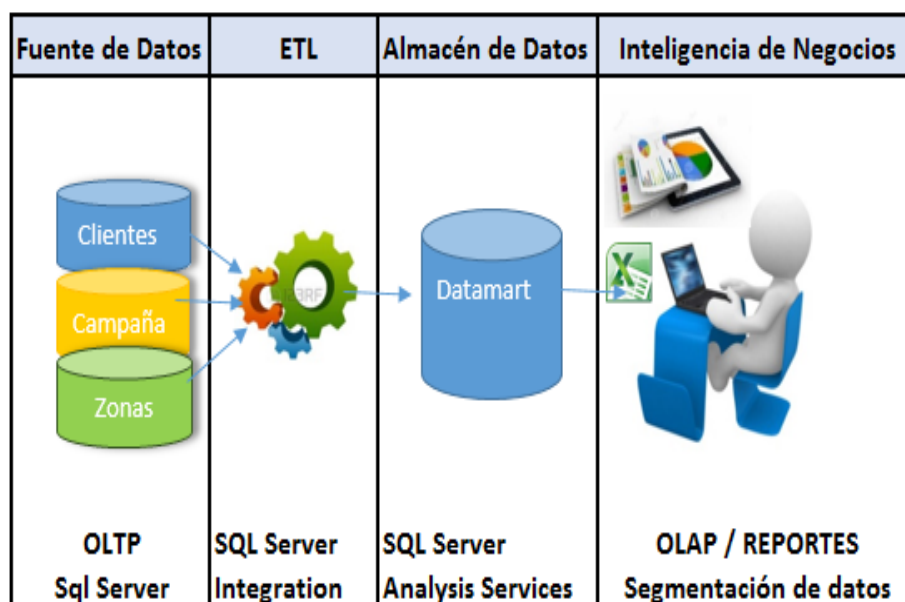 Fuente de Datos
ETL
Almacén de Datos
Inteligencia de Negocios
Clientes
Campaña
Zonas
123RF
Datamart
X
OLTP
Sql Server
SQL Server
Integration
SQL Server
Analysis Services
OLAP / REPORTES
Segmentación de datos